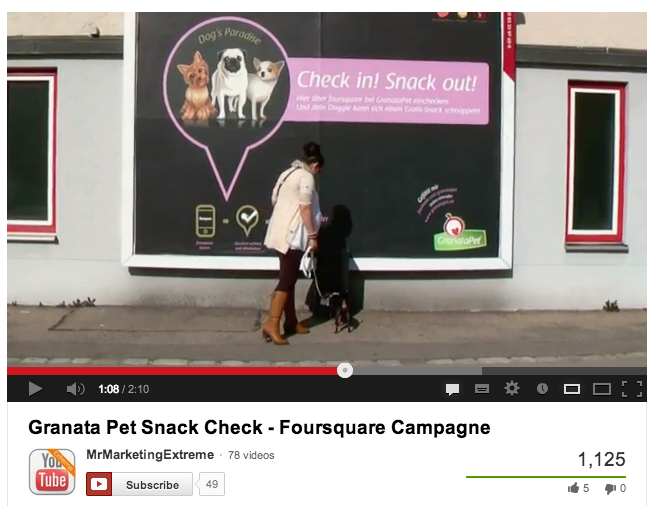 Dog's Paradise
Check in! Snack out!
Hier über foursquare bei GranataPet einchecken
Und dein Doggie kann sich einen Gratis-Snack schnappen!
GranataPet
1:08 / 2:10
Granata Pet Snack Check - Foursquare Campagne
You
Tube
MrMarketingExtreme · 78 videos
1,125
Subscribe
49
5
0